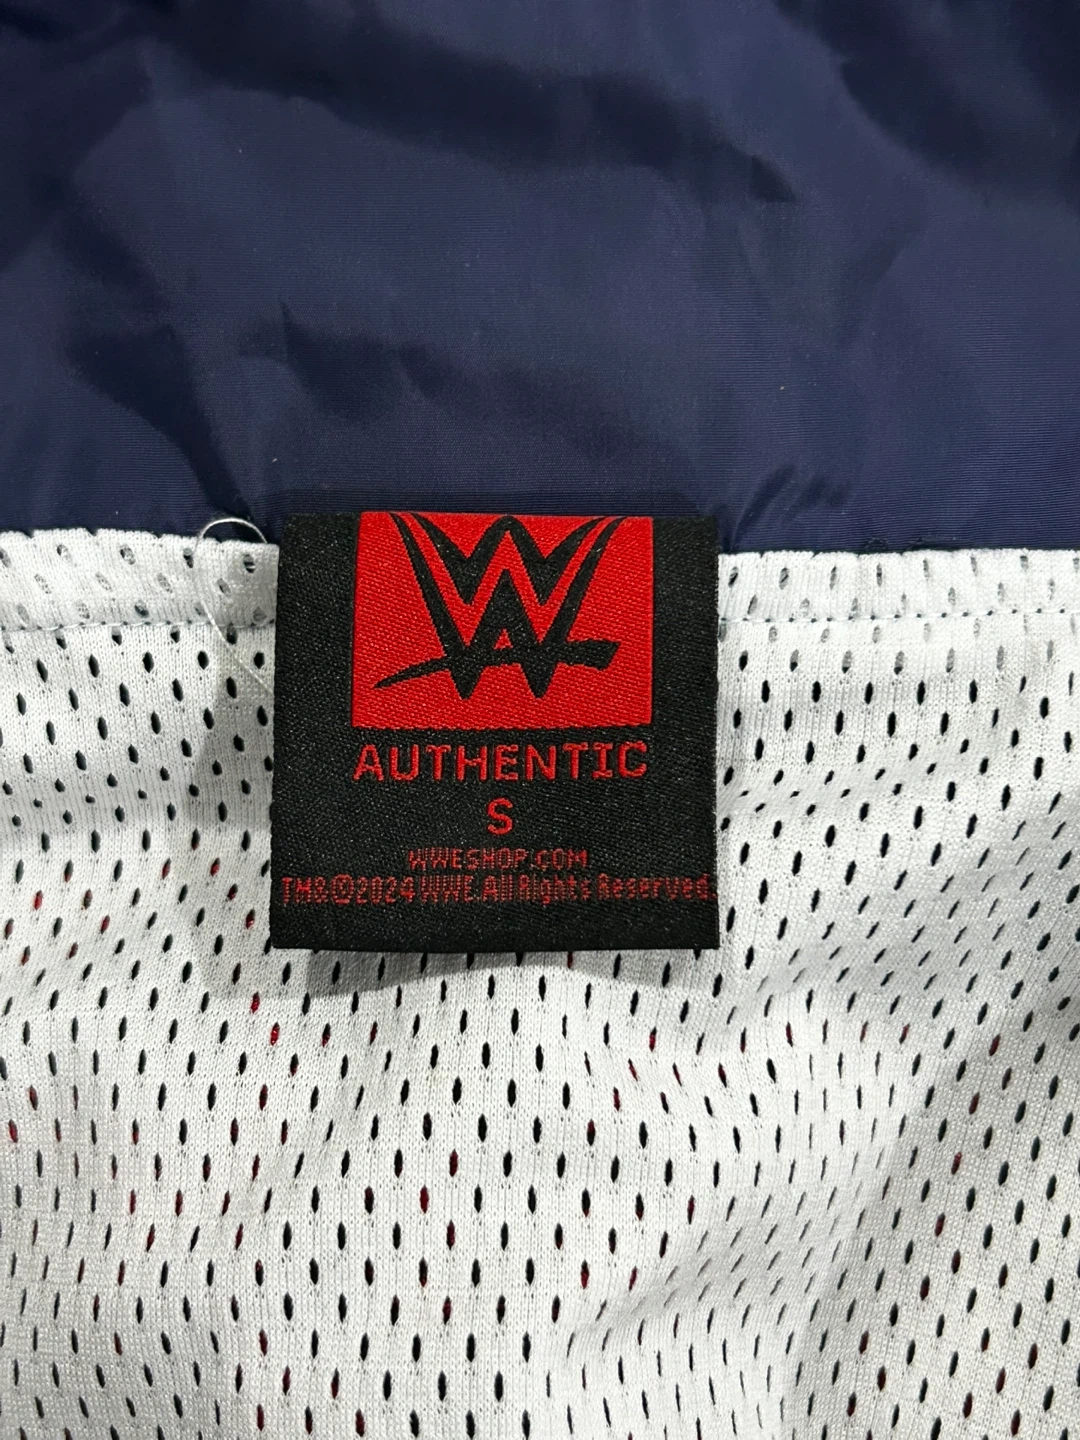 W
AUTHENTIC
S
WWESHOP.COM
TM&©2024 WWE. All Rights Reserved.